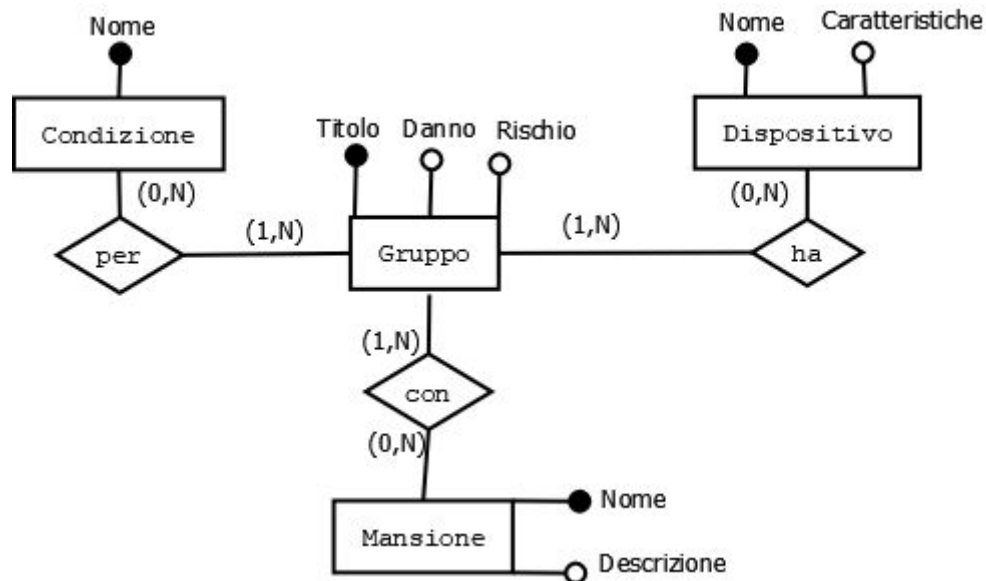 Nome
Nome
Caratteristiche
Condizione
Titolo
Danno
Rischio
Dispositivo
(0,N)
(0,N)
per
(1,N)
Gruppo
(1,N)
ha
(1,N)
con
(0,N)
Mansione
Nome
Descrizione